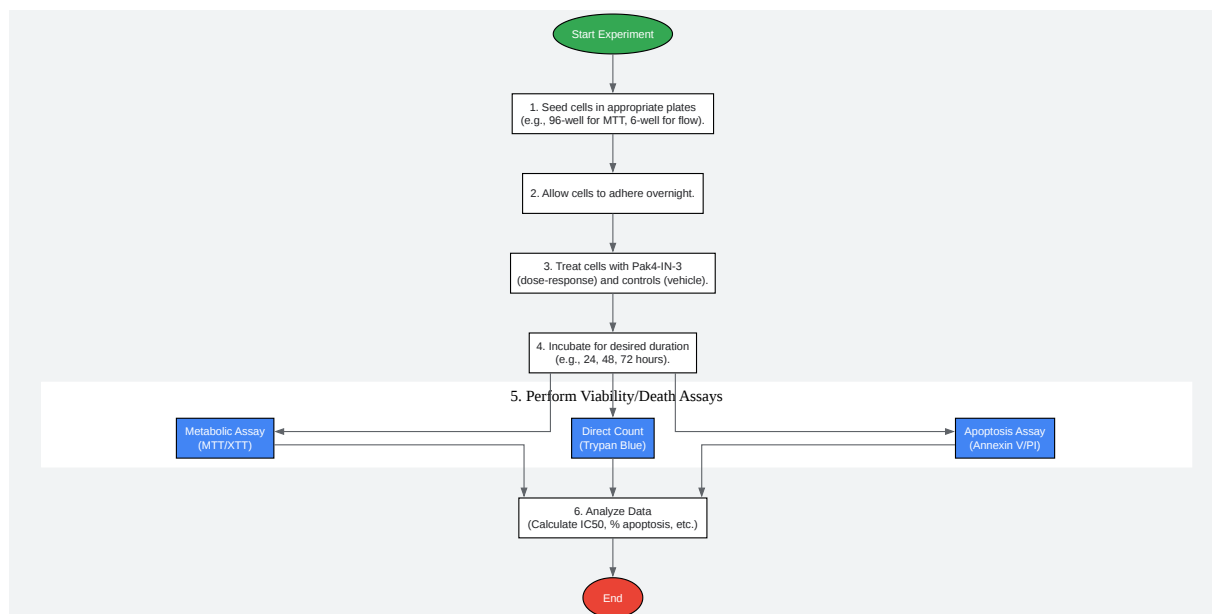 Start Experiment
1. Seed cells in appropriate plates
(e.g., 96-well for MTT, 6-well for flow).
2. Allow cells to adhere overnight.
3. Treat cells with Pak4-IN-3
(dose-response) and controls (vehicle).
4. Incubate for desired duration
(e.g., 24, 48, 72 hours).
5. Perform Viability/Death Assays
Metabolic Assay
(MTT/XTT)
Direct Count
(Trypan Blue)
Apoptosis Assay
(Annexin V/PI)
6. Analyze Data
(Calculate IC50, % apoptosis, etc.)
End